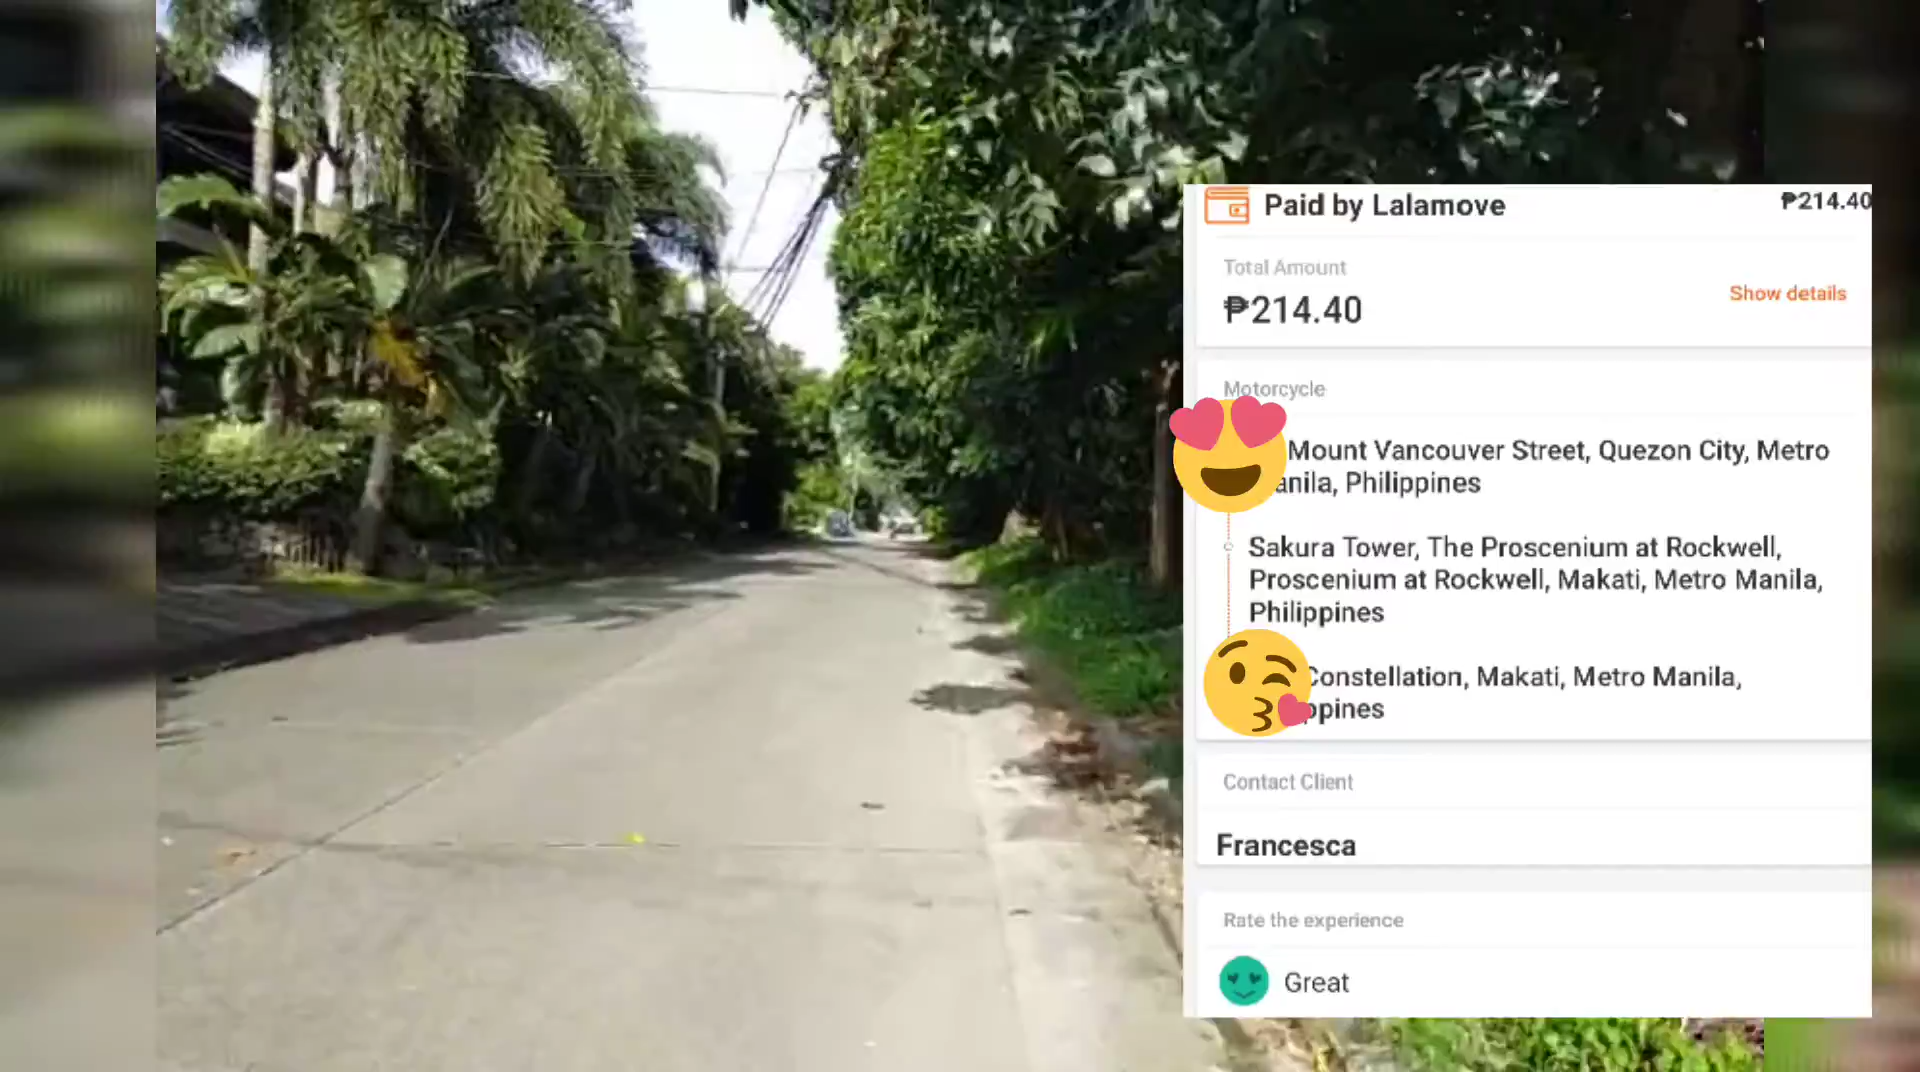 Paid by Lalamove ₱214.40
Total Amount
₱214.40
Show details
Motorcycle
Mount Vancouver Street, Quezon City, Metro
anila, Philippines
Sakura Tower, The Proscenium at Rockwell,
Proscenium at Rockwell, Makati, Metro Manila,
Philippines
Constellation, Makati, Metro Manila,
ppines
Contact Client
Francesca
Rate the experience
Great